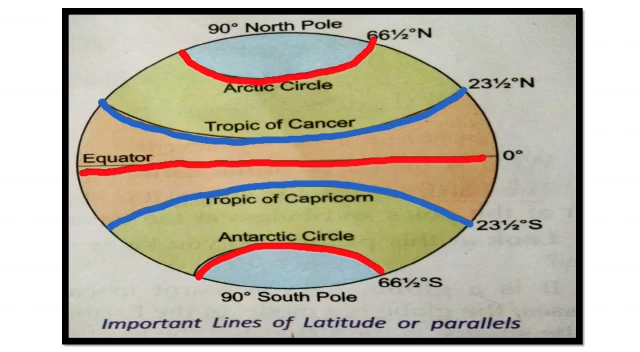 90° North Pole
66½°N
Arctic Circle
23½°N
Tropic of Cancer
Equator
0°
Tropic of Capricorn
23½°S
Antarctic Circle
66½°S
90° South Pole
Important Lines of Latitude or parallels